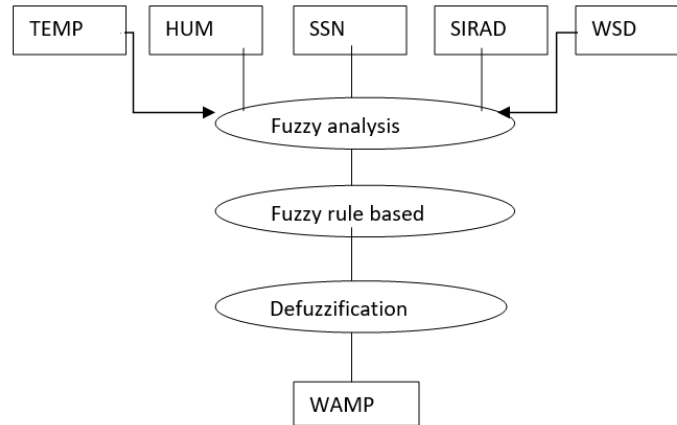 TEMP
HUM
SSN
SIRAD
WSD
Fuzzy analysis
Fuzzy rule based
Defuzzification
WAMP